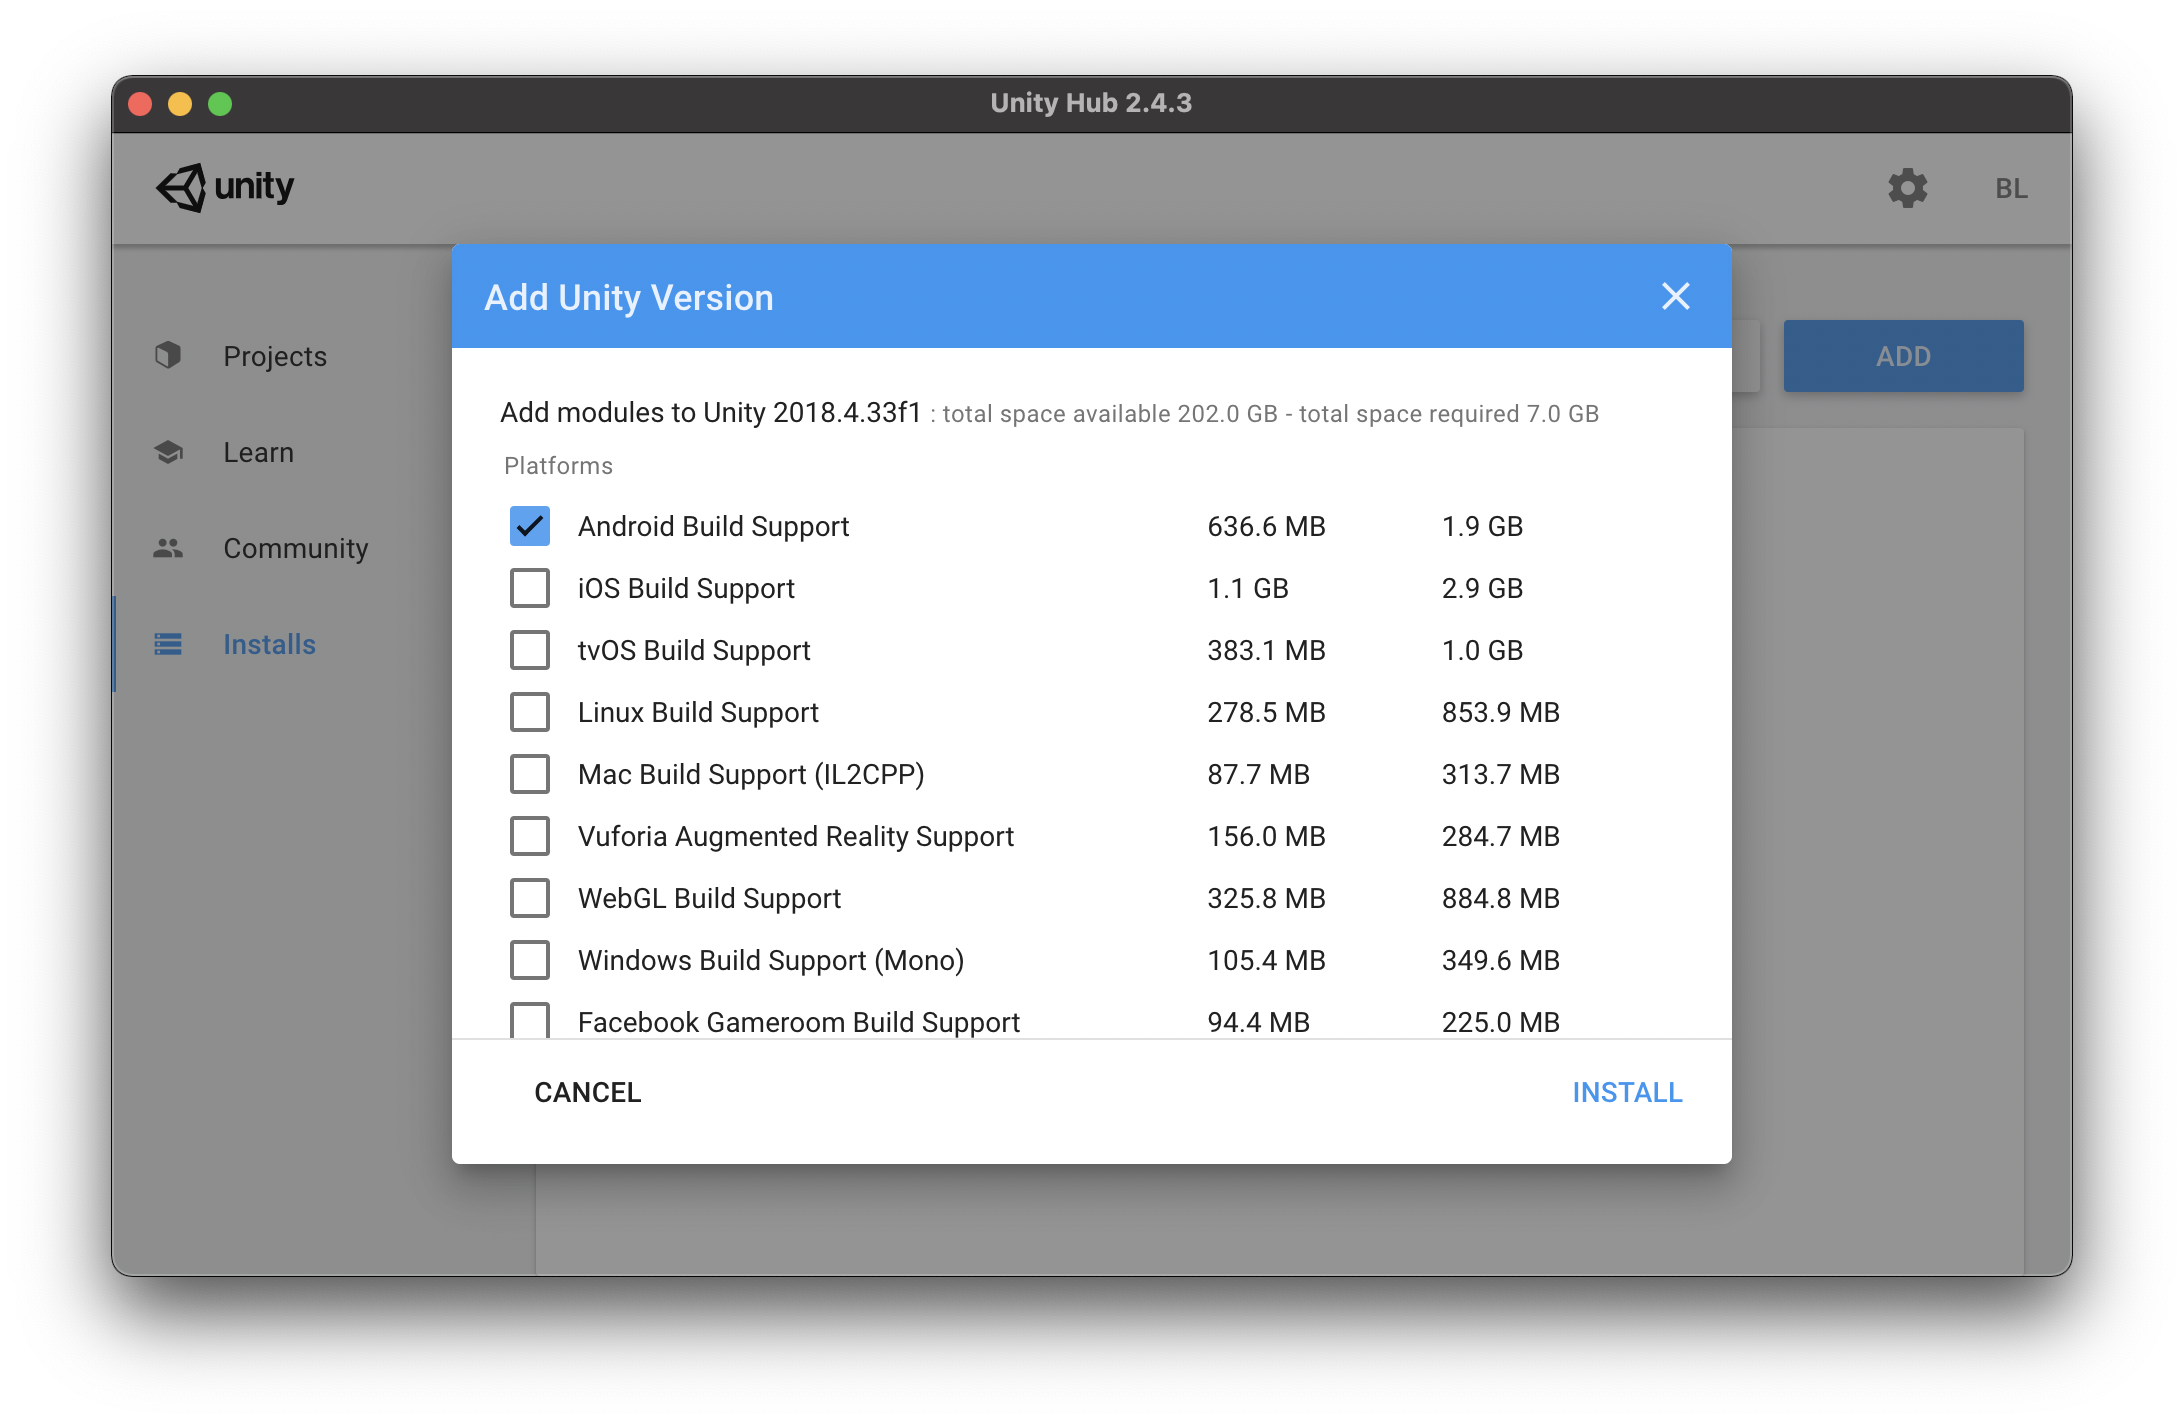 Unity Hub 2.4.3
unity
BL
Add Unity Version
Projects
ADD
Add modules to Unity 2018.4.33f1 : total space available 202.0 GB - total space required 7.0 GB
Learn
Platforms
Android Build Support 636.6 MB 1.9 GB
Community
iOS Build Support 1.1 GB 2.9 GB
Installs
tvOS Build Support 383.1 MB 1.0 GB
Linux Build Support 278.5 MB 853.9 MB
Mac Build Support (IL2CPP) 87.7 MB 313.7 MB
Vuforia Augmented Reality Support 156.0 MB 284.7 MB
WebGL Build Support 325.8 MB 884.8 MB
Windows Build Support (Mono) 105.4 MB 349.6 MB
Facebook Gameroom Build Support 94.4 MB 225.0 MB
CANCEL
INSTALL